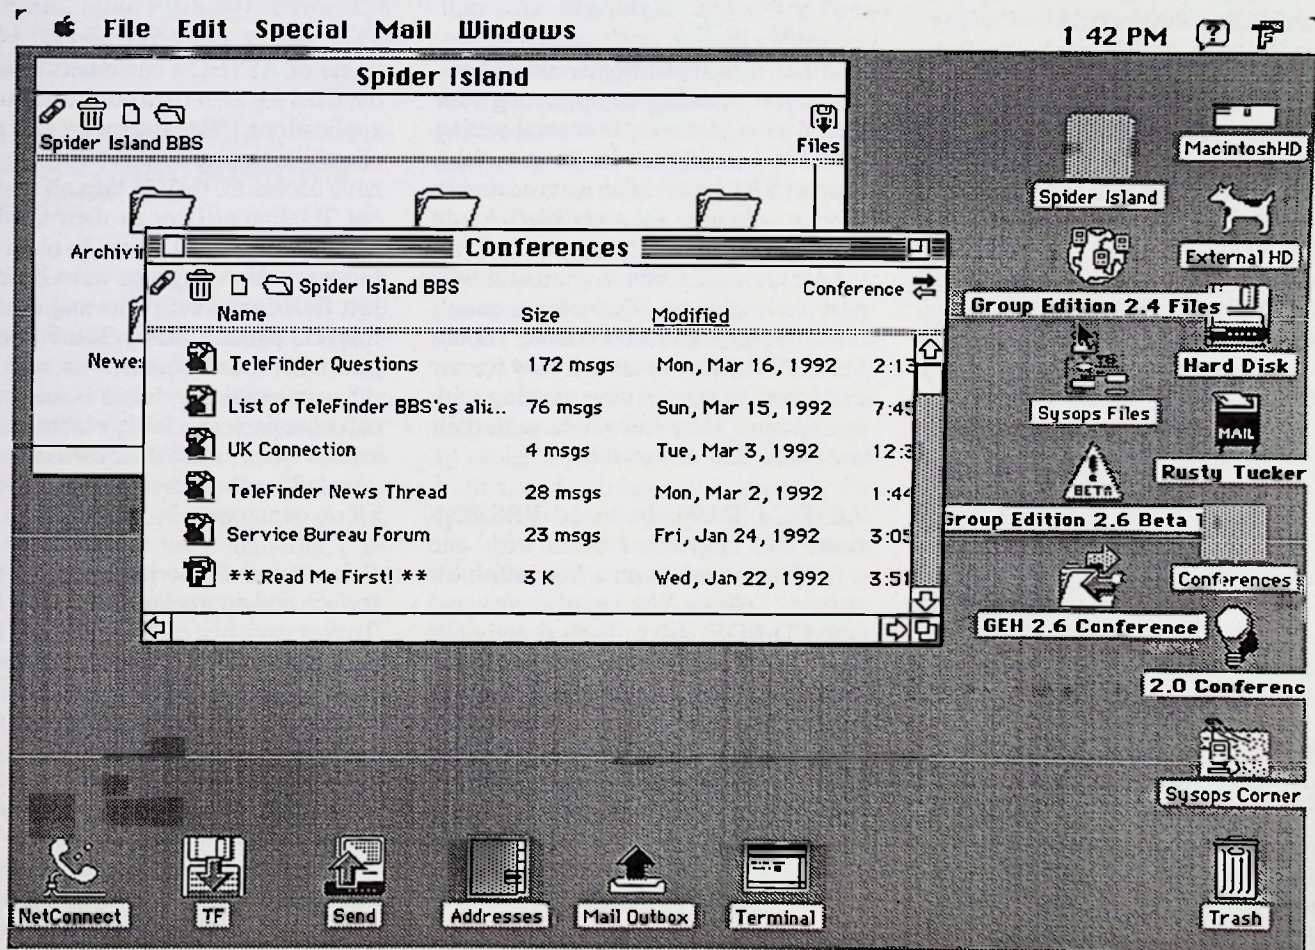 File Edit Special Mail Windows
1 42 PM
Spider Island
Spider Island BBS
Files
Archivin
Newes
Conferences
Spider Island BBS
Conference
Name Size Modified
TeleFinder Questions 172 msgs Mon, Mar 16, 1992 2:13
List of TeleFinder BBS'es ali... 76 msgs Sun, Mar 15, 1992 7:45
UK Connection 4 msgs Tue, Mar 3, 1992 12:3
TeleFinder News Thread 28 msgs Mon, Mar 2, 1992 1:44
Service Bureau Forum 23 msgs Fri, Jan 24, 1992 3:05
**Read Me First! ** 3 K Wed, Jan 22, 1992 3:51
Spider Island
MacintoshHD
External HD
Group Edition 2.4 Files
Hard Disk
Sysops Files
MAIL
Rusty Tucker
BETA
Group Edition 2.6 Beta T
Conferences
GEH 2.6 Conference
2.0 Conferenc
Sysops Corner
NetConnect
TF
Send
Addresses
Mail Outbox
Terminal
Trash